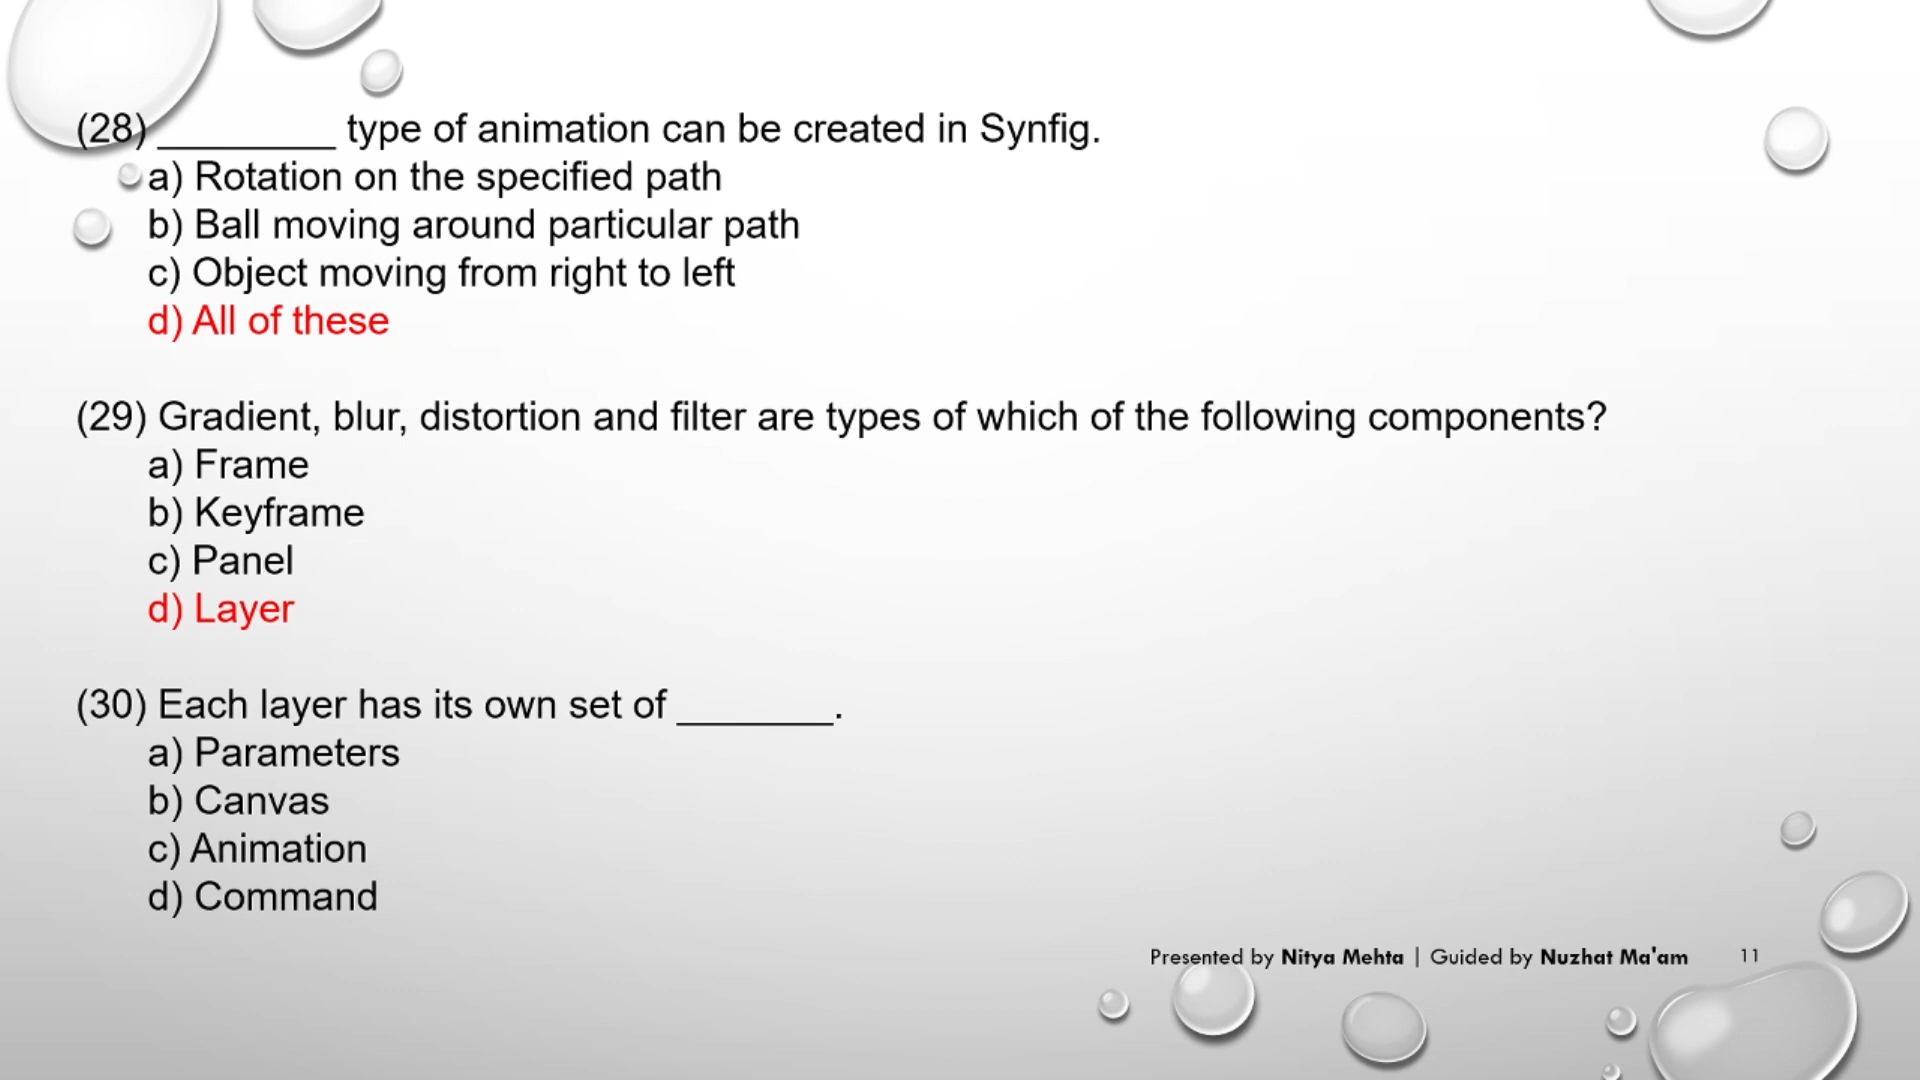 (28) ________ type of animation can be created in Synfig.
a) Rotation on the specified path
b) Ball moving around particular path
c) Object moving from right to left
d) All of these
(29) Gradient, blur, distortion and filter are types of which of the following components?
a) Frame
b) Keyframe
c) Panel
d) Layer
(30) Each layer has its own set of _______.
a) Parameters
b) Canvas
c) Animation
d) Command
Presented by Nitya Mehta | Guided by Nuzhat Ma'am 11